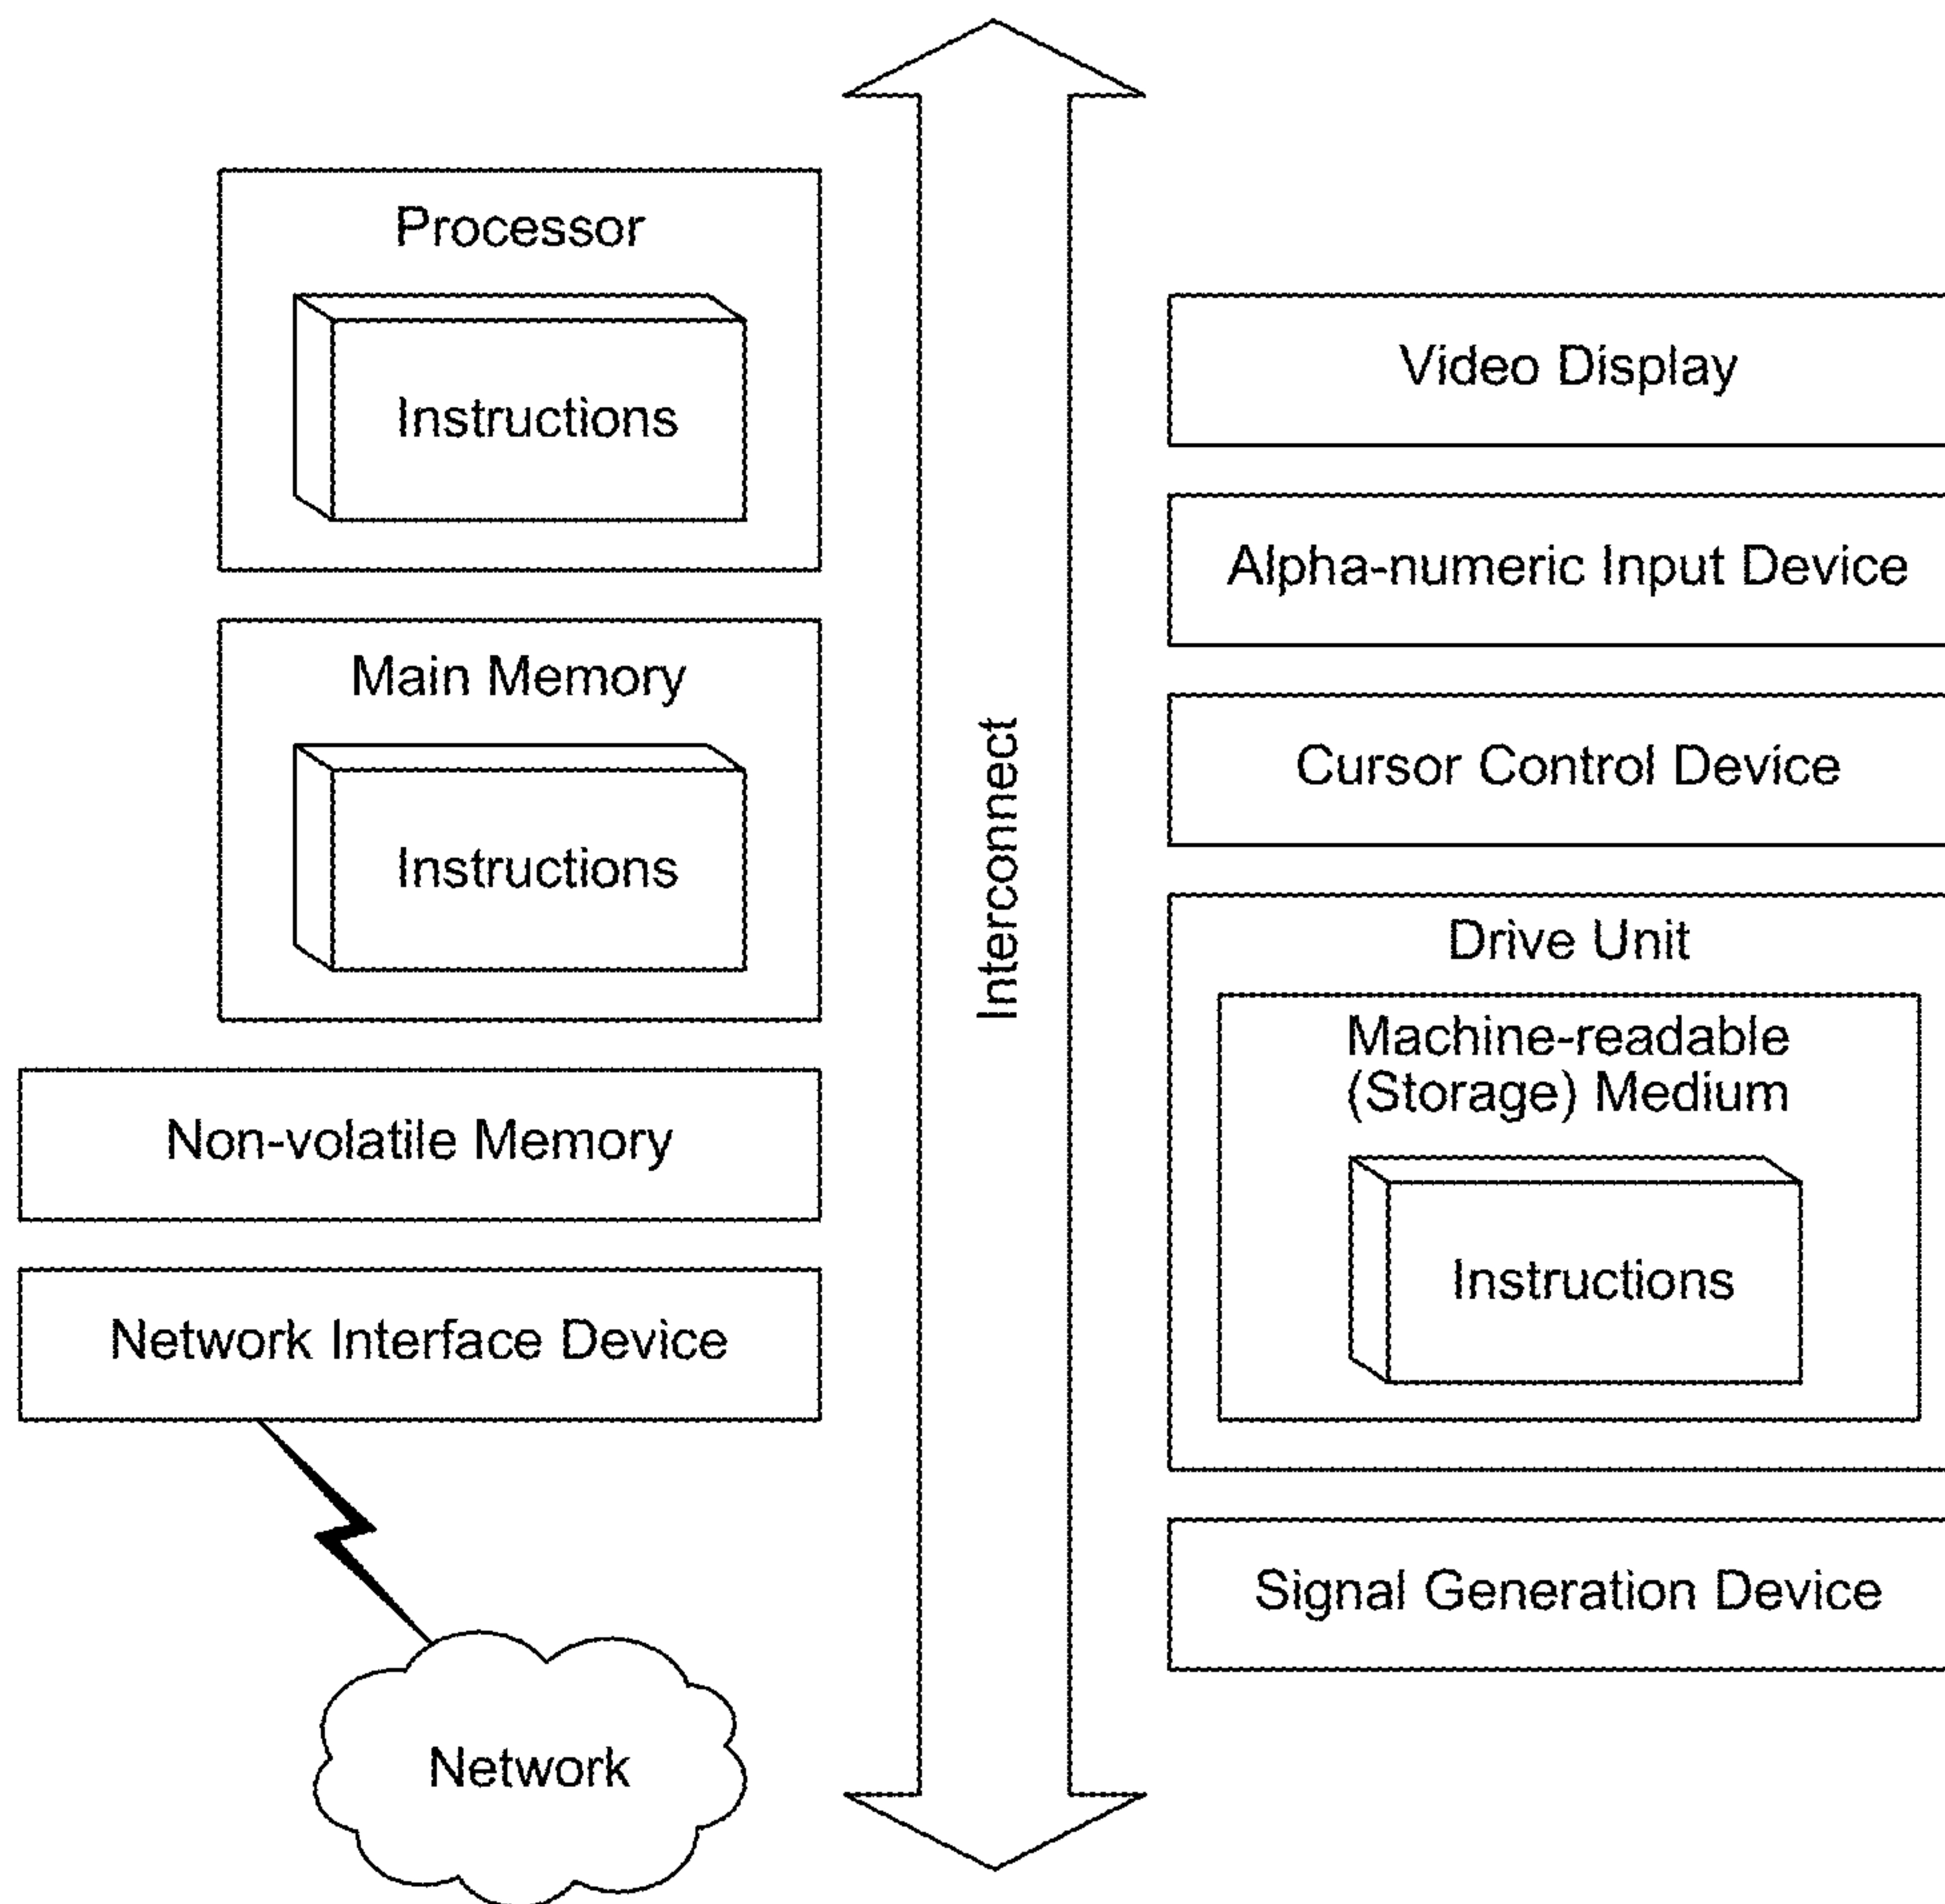 Processor
Instructions
Main Memory
Instructions
Non-volatile Memory
Network Interface Device
Network
Interconnect
Video Display
Alpha-numeric Input Device
Cursor Control Device
Drive Unit
Machine-readable
(Storage) Medium
Instructions
Signal Generation Device